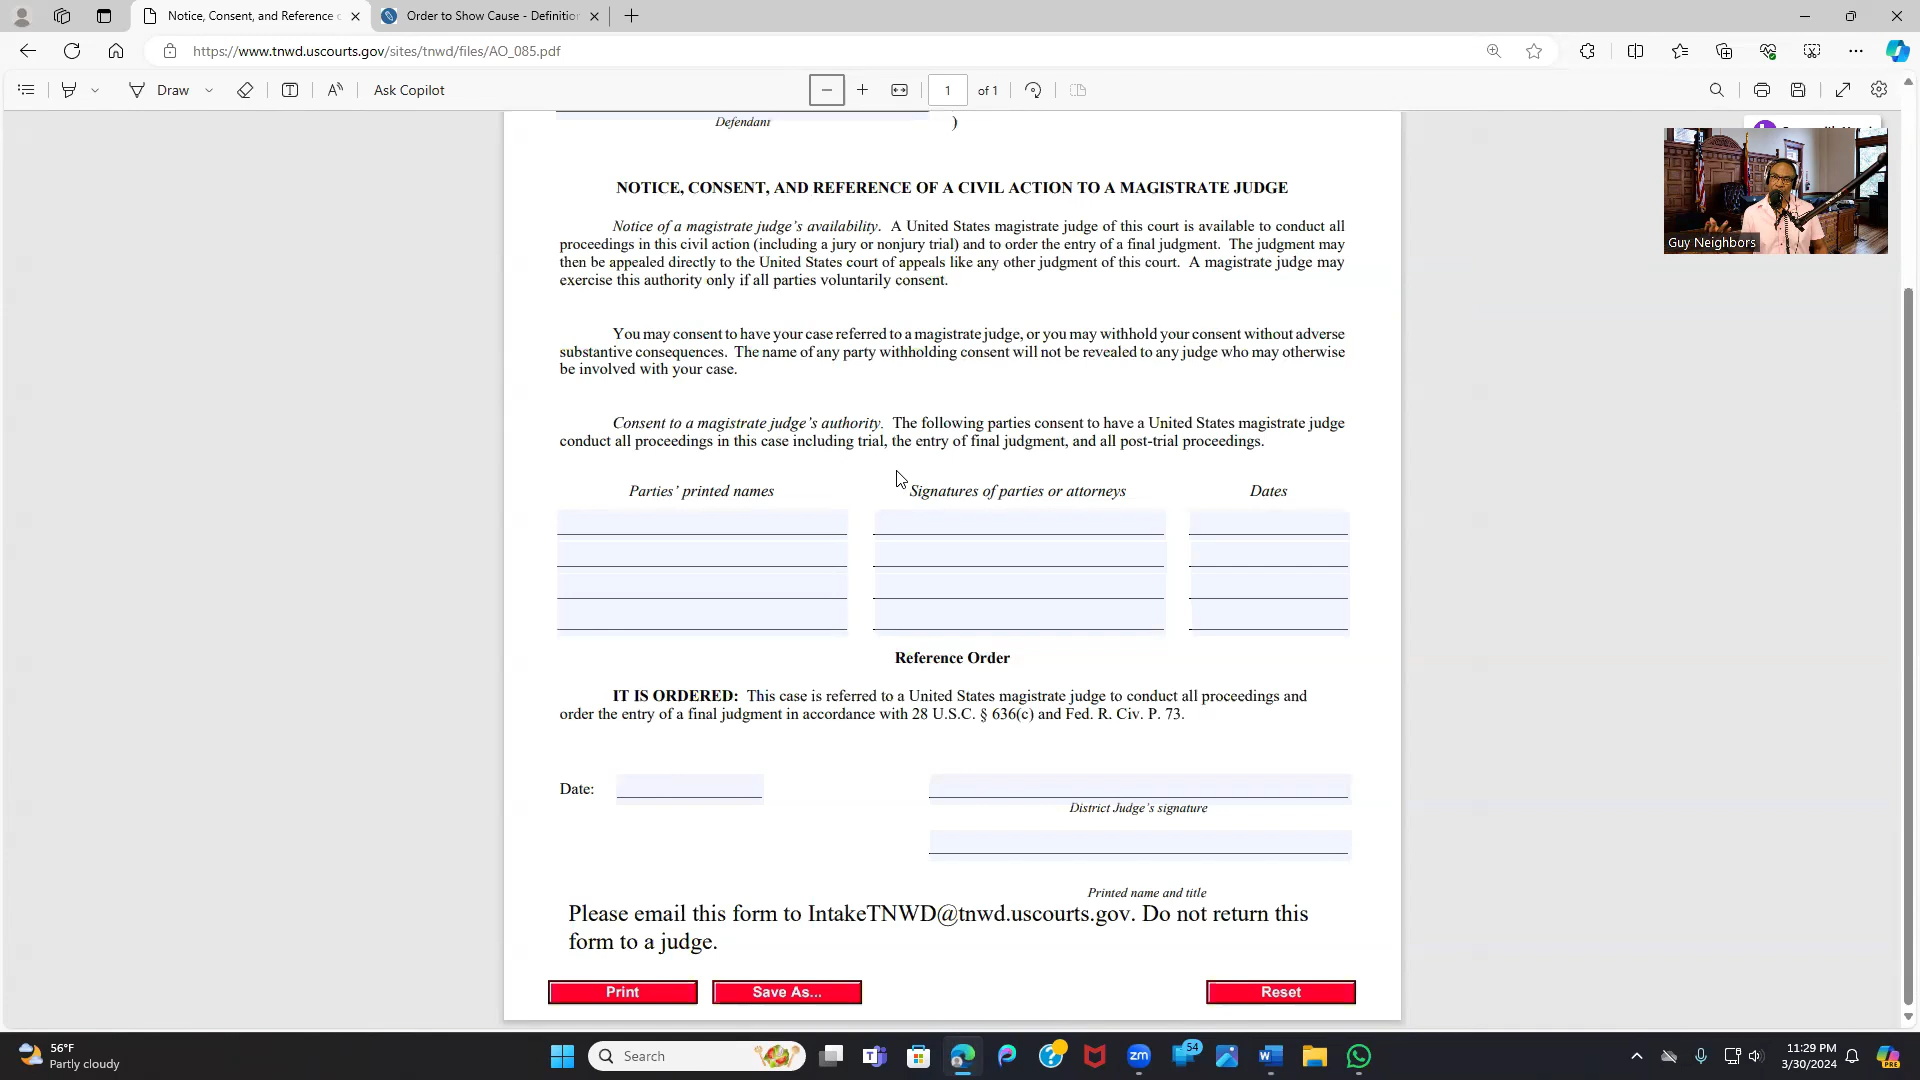 Notice, Consent, and Reference o
Order to Show Cause - Definition
https://www.tnwd.uscourts.gov/sites/tnwd/files/AO_085.pdf
Draw
Ask Copilot
1
of 1
Defendant
)
NOTICE, CONSENT, AND REFERENCE OF A CIVIL ACTION TO A MAGISTRATE JUDGE
Notice of a magistrate judge's availability. A United States magistrate judge of this court is available to conduct all
proceedings in this civil action (including a jury or nonjury trial) and to order the entry of a final judgment. The judgment may
then be appealed directly to the United States court of appeals like any other judgment of this court. A magistrate judge may
exercise this authority only if all parties voluntarily consent.
You may consent to have your case referred to a magistrate judge, or you may withhold your consent without adverse
substantive consequences. The name of any party withholding consent will not be revealed to any judge who may otherwise
be involved with your case.
Consent to a magistrate judge's authority. The following parties consent to have a United States magistrate judge
conduct all proceedings in this case including trial, the entry of final judgment, and all post-trial proceedings.
Parties' printed names
Signatures of parties or attorneys
Dates
Reference Order
IT IS ORDERED: This case is referred to a United States magistrate judge to conduct all proceedings and
order the entry of a final judgment in accordance with 28 U.S.C. § 636(c) and Fed. R. Civ. P. 73.
Date:
District Judge's signature
Printed name and title
Please email this form to IntakeTNWD@tnwd.uscourts.gov. Do not return this
form to a judge.
Print
Save As...
Reset
Guy Neighbors
56°F
Partly cloudy
Search
zm
54
11:29 PM
3/30/2024
PRE